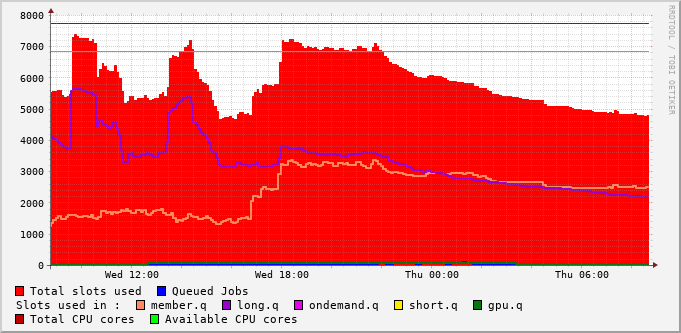 8000
7000
6000
5000
4000
3000
2000
1000
0
Wed 12:00 Wed 18:00 Thu 00:00 Thu 06:00
RRDTOOL / TOBI OETIKER
Total slots used Queued Jobs
Slots used in : member.q long.q ondemand.q short.q gpu.q
Total CPU cores Available CPU cores